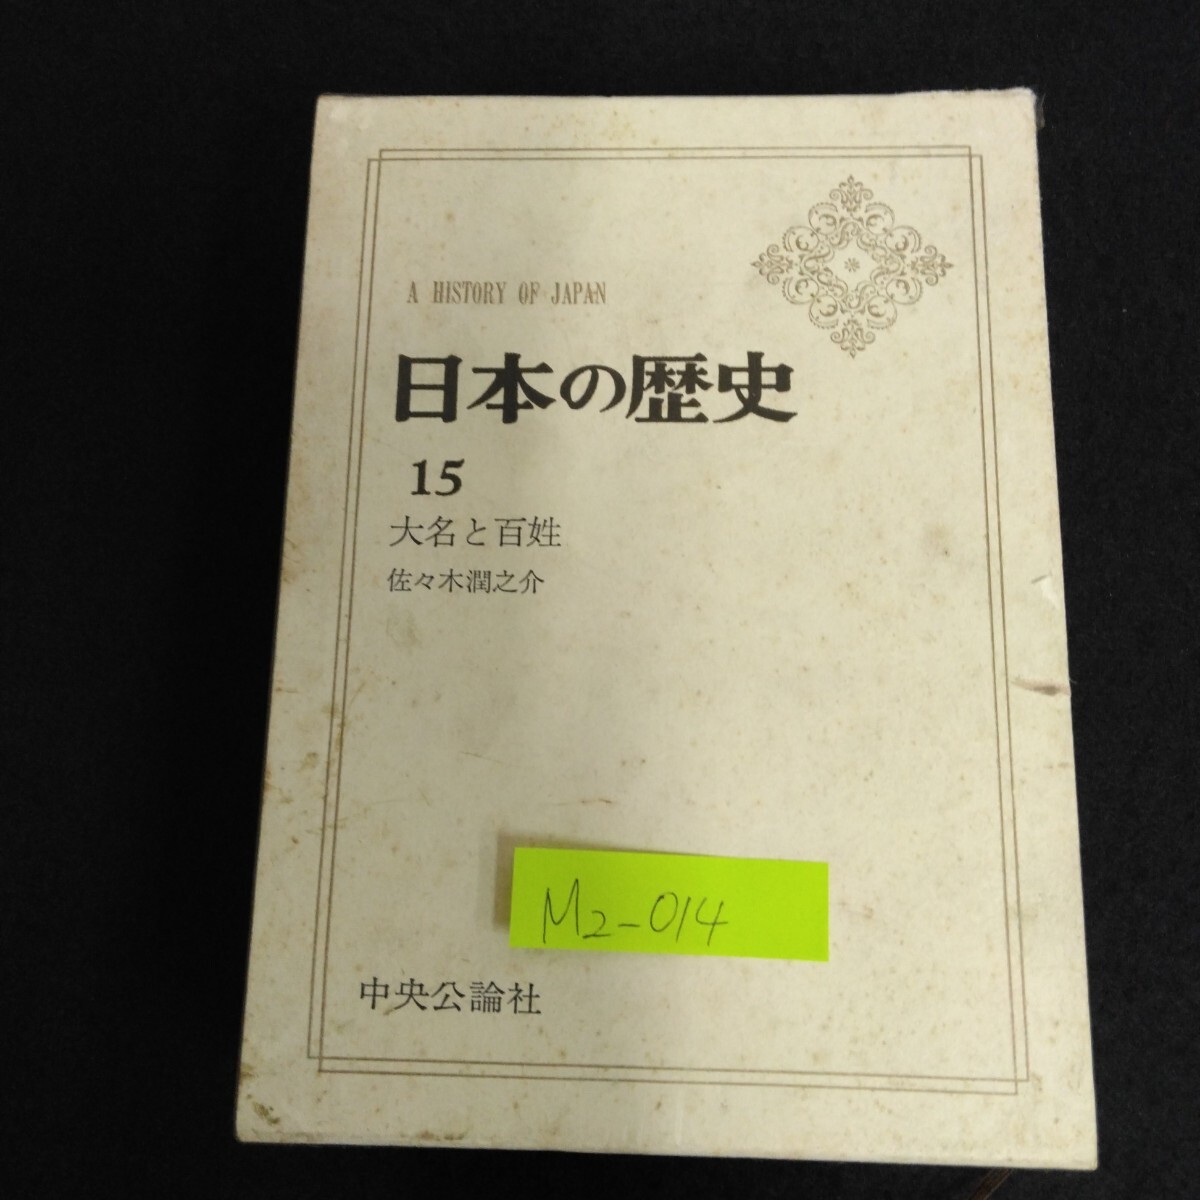 A HISTORY OF JAPAN
日本の歴史
15
大名と百姓
佐々木潤之介
M2-014
中央公論社